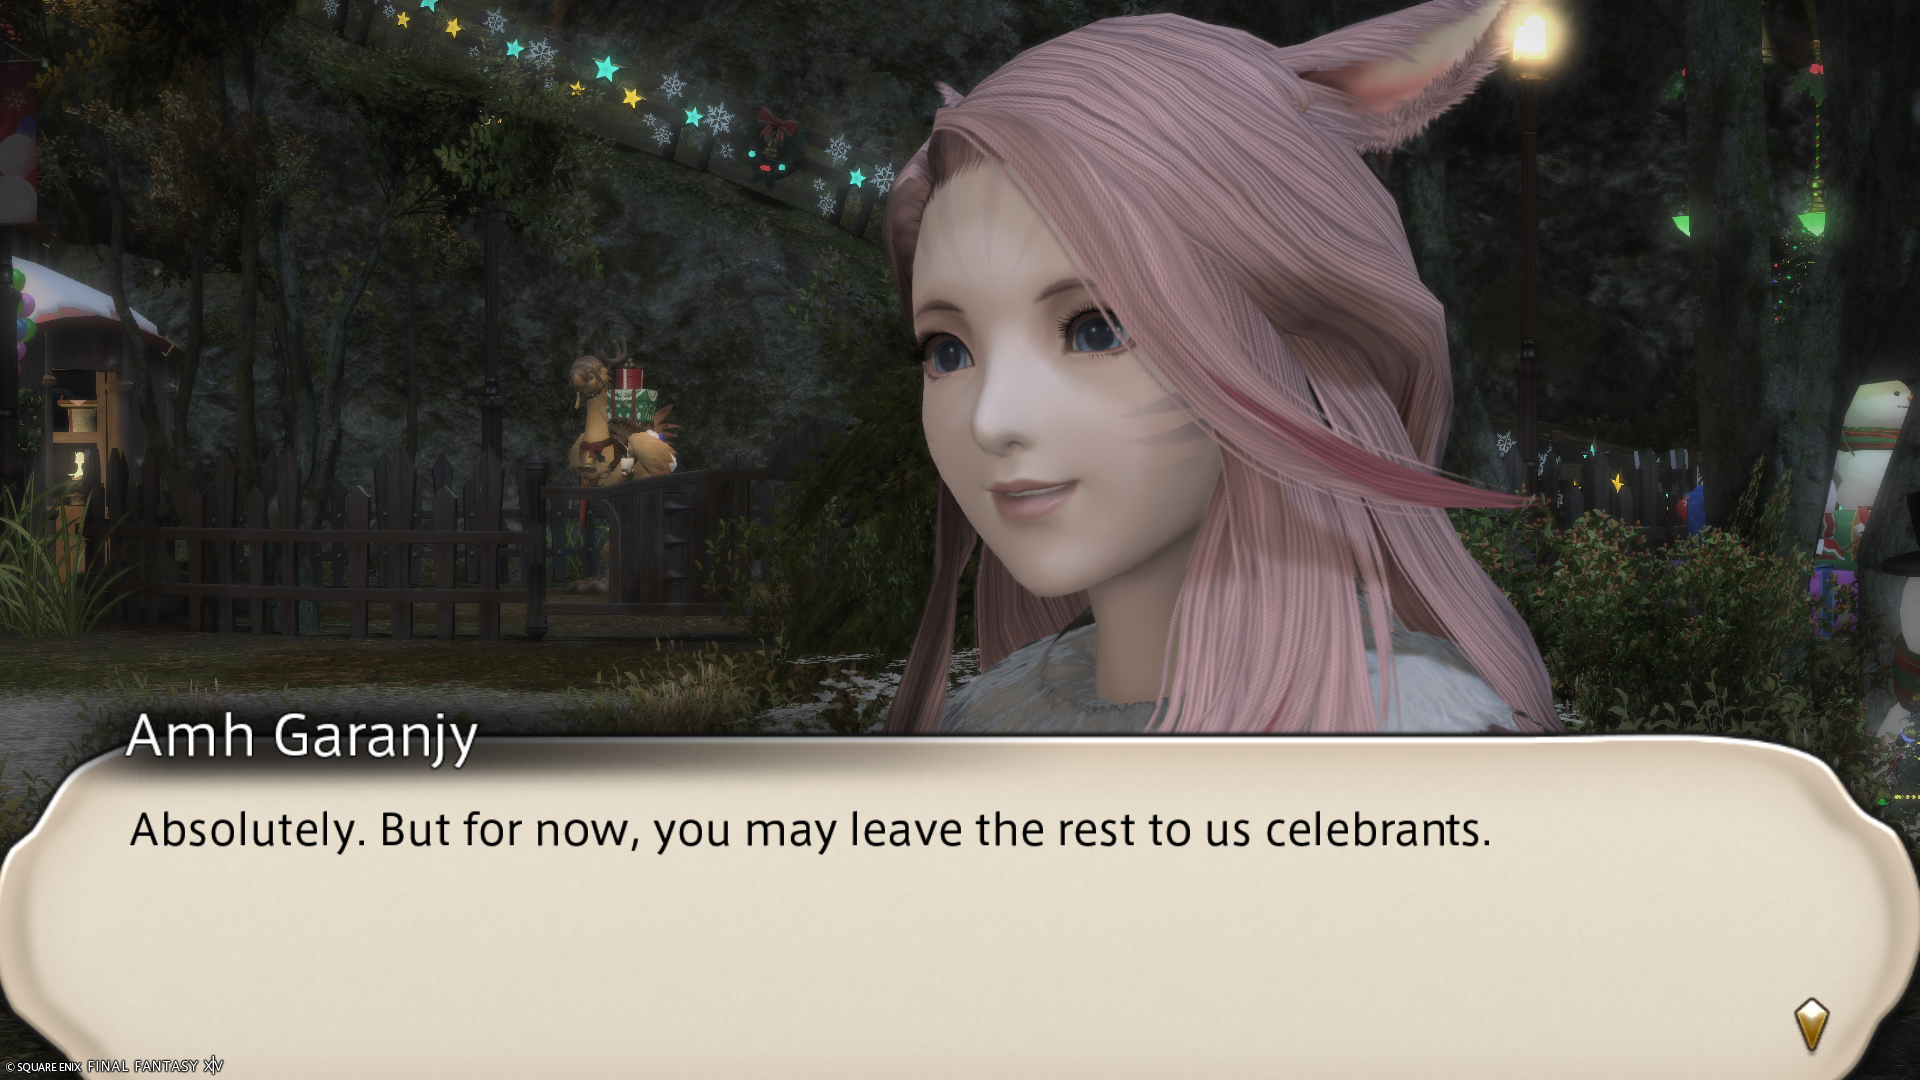 Amh Garanjy
Absolutely. But for now, you may leave the rest to us celebrants.
© SQUARE ENIX FINAL FANTASY XIV